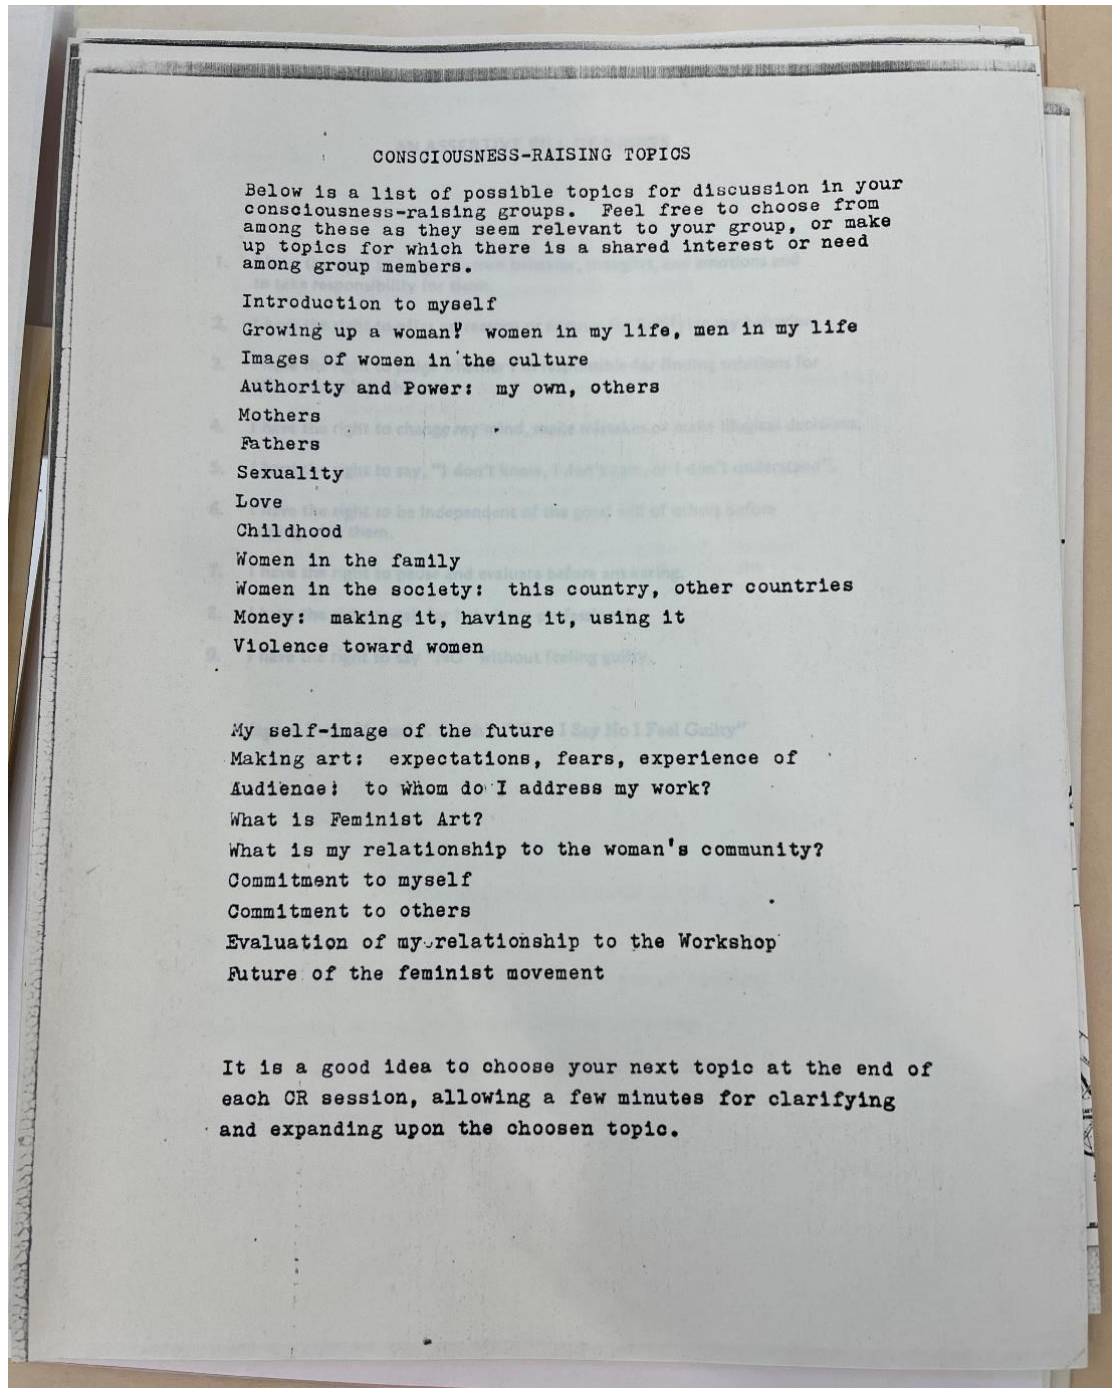 CONSCIOUSNESS-RAISING TOPICS
Below is a list of possible topics for discussion in your
consciousness-raising groups. Feel free to choose from
among these as they seem relevant to your group, or make
up topics for which there is a shared interest or need
among group members.
Introduction to myself
Growing up a woman! women in my life, men in my life
Images of women in the culture
Authority and Power: my own, others
Mothers
Fathers
Sexuality
Love
Childhood
Women in the family
Women in the society: this country, other countries
Money: making it, having it, using it
Violence toward women
My self-image of the future
Making art: expectations, fears, experience of
Audience: to whom do I address my work?
What is Feminist Art?
What is my relationship to the woman's community?
Commitment to myself
Commitment to others
Evaluation of my relationship to the Workshop
Future of the feminist movement
It is a good idea to choose your next topic at the end of
each CR session, allowing a few minutes for clarifying
and expanding upon the choosen topic.